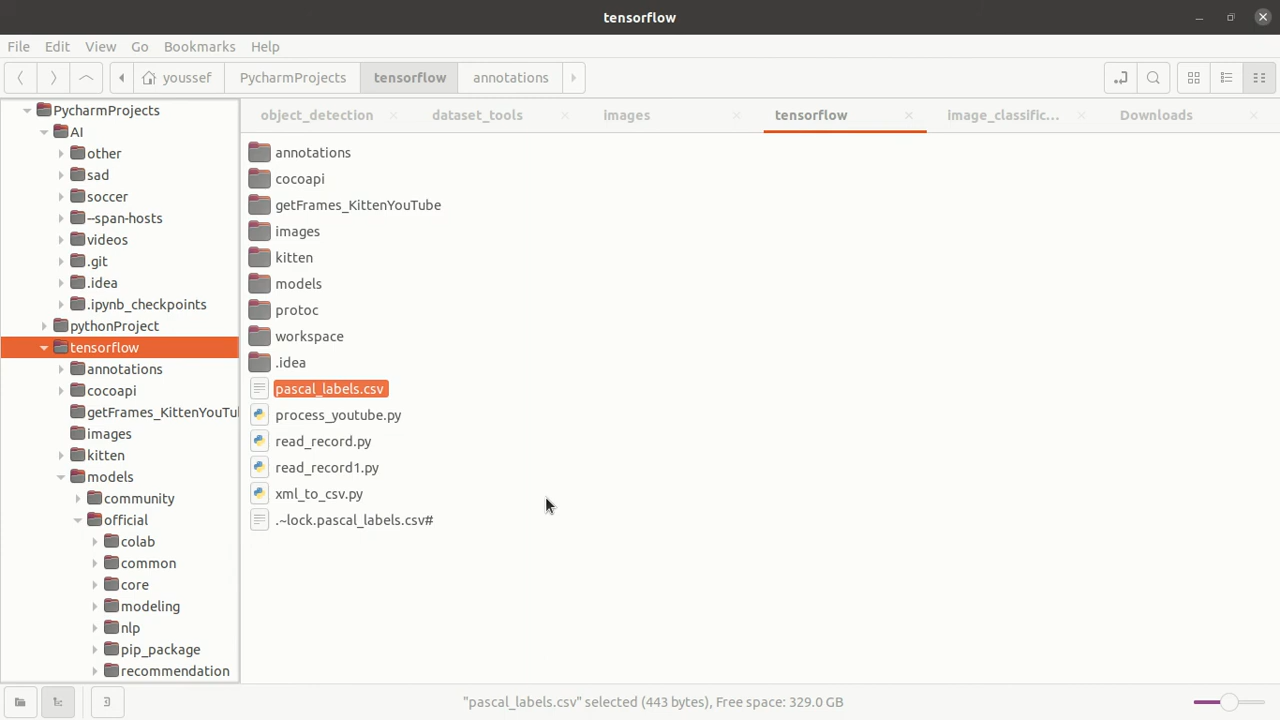 tensorflow
File Edit View Go Bookmarks Help
youssef PycharmProjects tensorflow annotations
object_detection dataset_tools images tensorflow image_classific... Downloads
PycharmProjects
AI
other
sad
soccer
--span-hosts
videos
.git
.idea
.ipynb_checkpoints
pythonProject
tensorflow
annotations
cocoapi
getFrames_KittenYouTu
images
kitten
models
community
official
colab
common
core
modeling
nlp
pip_package
recommendation
annotations
cocoapi
getFrames_KittenYouTube
images
kitten
models
protoc
workspace
.idea
pascal_labels.csv
process_youtube.py
read_record.py
read_record1.py
xml_to_csv.py
.~lock.pascal_labels.csv#
"pascal_labels.csv" selected (443 bytes), Free space: 329.0 GB